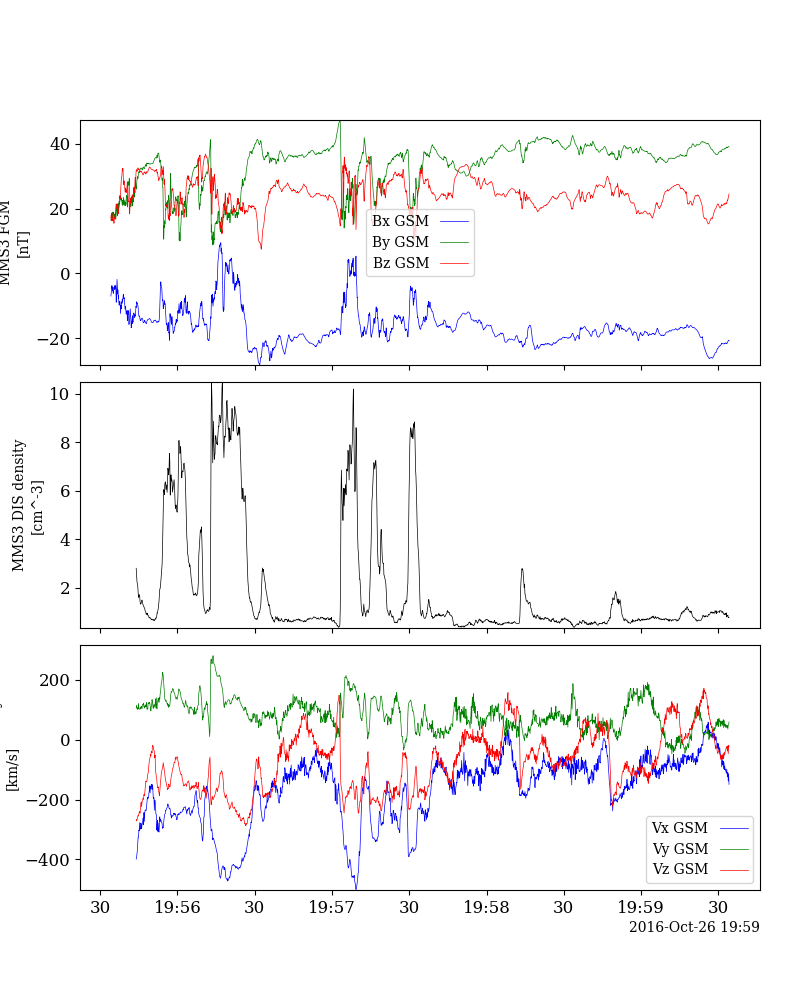 40
20
0
−20
MMS3 FGM
[nT]
Bx GSM
By GSM
Bz GSM
10
8
6
4
2
MMS3 DIS density
[cm^-3]
200
0
−200
−400
[km/s]
Vx GSM
Vy GSM
Vz GSM
30 19:56 30 19:57 30 19:58 30 19:59 30
2016-Oct-26 19:59